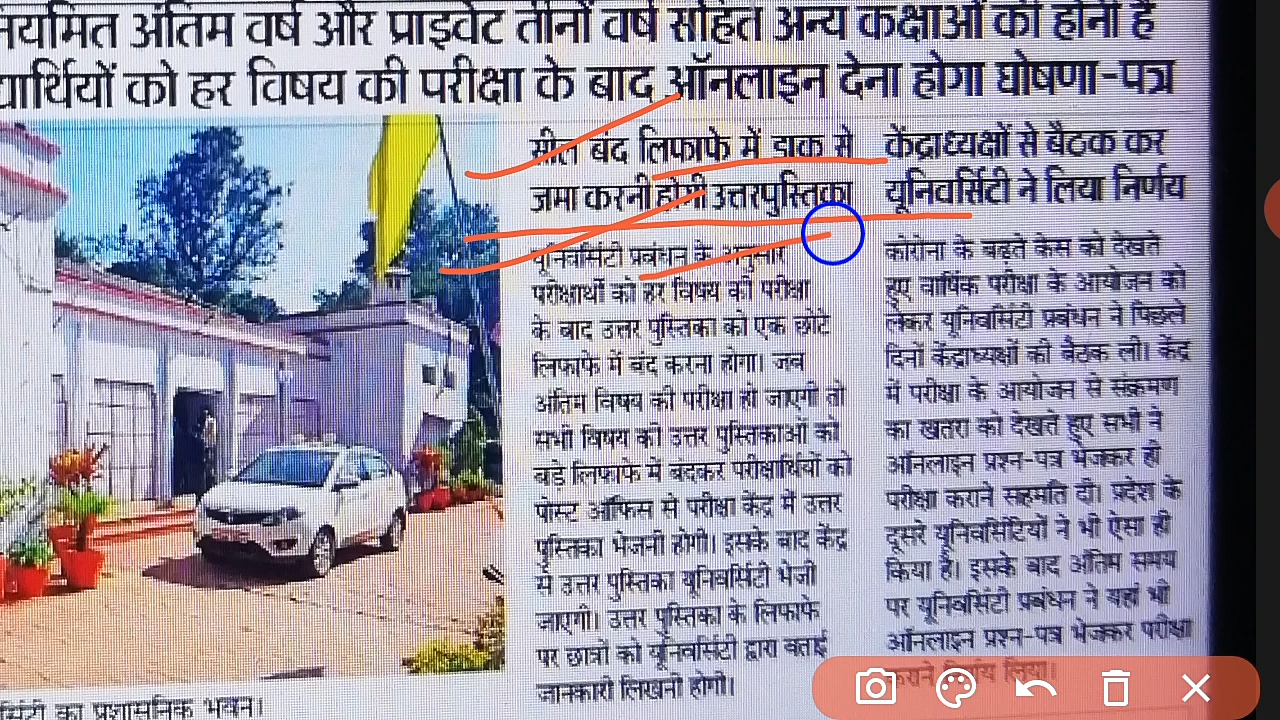 नियमित अंतिम वर्ष और प्राइवेट तीनों वर्ष सहित अन्य कक्षाओं की होनी है
विद्यार्थियों को हर विषय की परीक्षा के बाद ऑनलाइन देना होगा घोषणा-पत्र
सील बंद लिफाफे में डाक से
जमा करनी होगी उत्तरपुस्तिका
यूनिवर्सिटी प्रबंधन के अनुसार
परीक्षार्थी को हर विषय की परीक्षा
के बाद उत्तर पुस्तिका को एक छोटे
लिफाफे में बंद करना होगा। जब
अंतिम विषय की परीक्षा हो जाएगी तो
सभी विषय की उत्तर पुस्तिकाओं को
बड़े लिफाफे में बंदकर परीक्षार्थियों को
पोस्ट ऑफिस से परीक्षा केंद्र में उत्तर
पुस्तिका भेजनी होगी। इसके बाद केंद्र
से उत्तर पुस्तिका यूनिवर्सिटी भेजी
जाएगी। उत्तर पुस्तिका के लिफाफे
पर छात्रों को यूनिवर्सिटी द्वारा बताई
जानकारी लिखनी होगी।
केंद्राध्यक्षों से बैठक कर
यूनिवर्सिटी ने लिया निर्णय
कोरोना के बढ़ते केस को देखते
हुए वार्षिक परीक्षा के आयोजन को
लेकर यूनिवर्सिटी प्रबंधन ने पिछले
दिनों केंद्राध्यक्षों की बैठक ली। केंद्र
में परीक्षा के आयोजन से संक्रमण
का खतरा को देखते हुए सभी ने
ऑनलाइन प्रश्न-पत्र भेजकर ही
परीक्षा कराने सहमति दी। प्रदेश के
दूसरे यूनिवर्सिटियों ने भी ऐसा ही
किया है। इसके बाद अंतिम समय
पर यूनिवर्सिटी प्रबंधन ने यहां भी
ऑनलाइन प्रश्न-पत्र भेजकर परीक्षा
कराने निर्णय लिया।
का प्रशासनिक भवन।